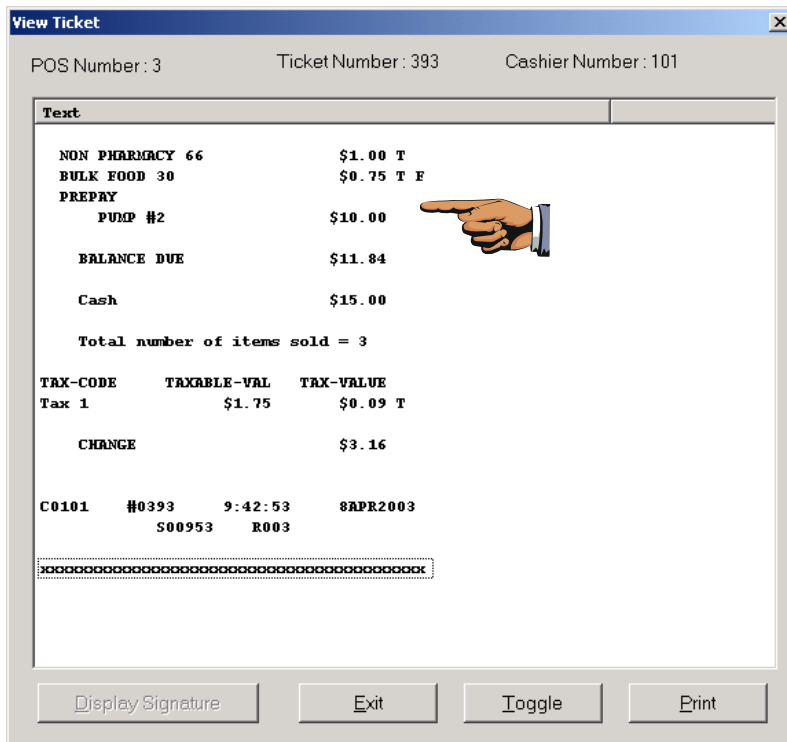 View Ticket
POS Number : 3 Ticket Number : 393 Cashier Number : 101
Text
NON PHARMACY 66 $1.00 T
BULK FOOD 30 $0.75 T F
PREPAY
PUMP #2 $10.00
BALANCE DUE $11.84
Cash $15.00
Total number of items sold = 3
TAX-CODE TAXABLE-VAL TAX-VALUE
Tax 1 $1.75 $0.09 T
CHANGE $3.16
C0101 #0393 9:42:53 8APR2003
S00953 R003
xxxxxxxxxxxxxxxxxxxxxxxxxxxxxxxxxxxxxxxx
Display Signature Exit Toggle Print